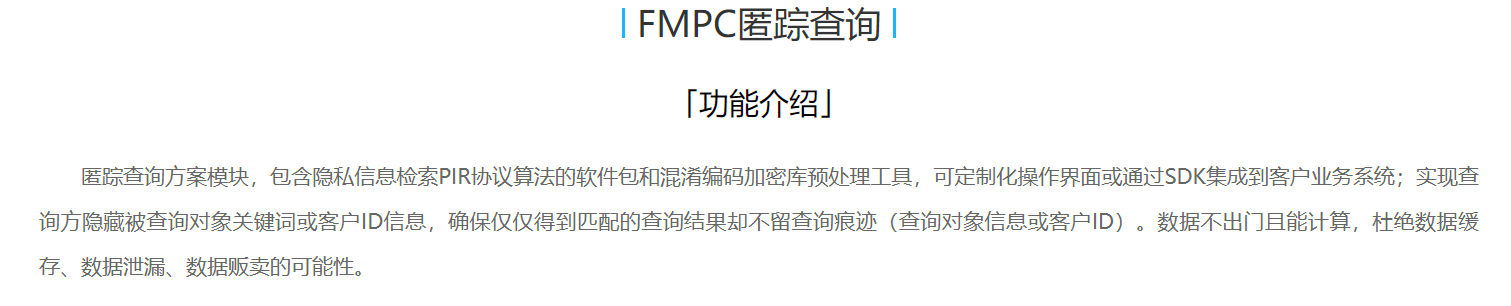 FMPC匿踪查询
「功能介绍」
匿踪查询方案模块，包含隐私信息检索PIR协议算法的软件包和混淆编码加密库预处理工具，可定制化操作界面或通过SDK集成到客户业务系统；实现查
询方隐藏被查询对象关键词或客户ID信息，确保仅仅得到匹配的查询结果却不留查询痕迹（查询对象信息或客户ID）。数据不出门且能计算，杜绝数据缓
存、数据泄漏、数据贩卖的可能性。